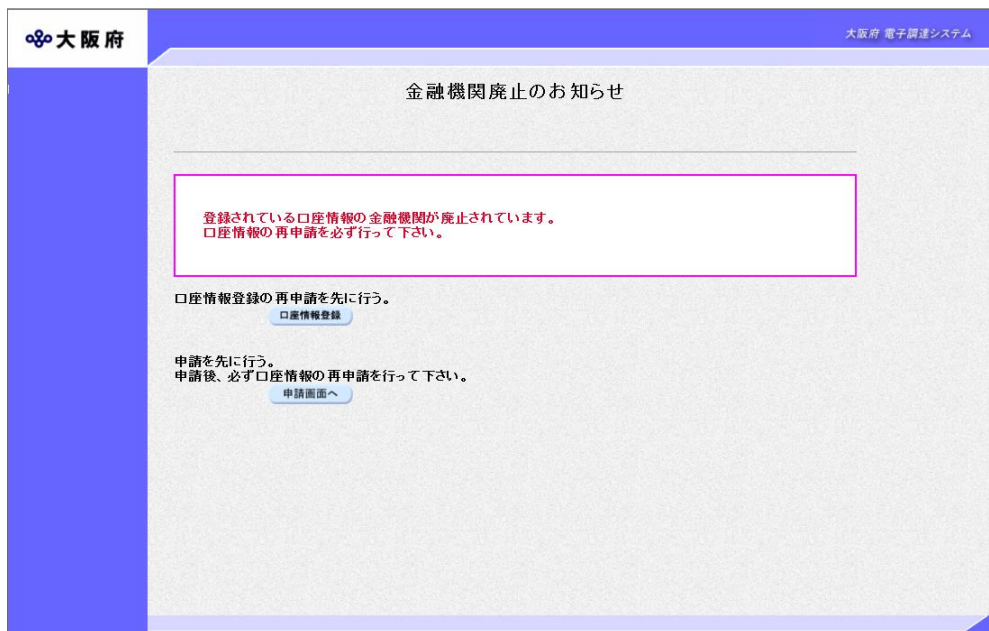 大阪府
大阪府 電子調達システム
金融機関廃止のお知らせ
登録されている口座情報の金融機関が廃止されています。
口座情報の再申請を必ず行って下さい。
口座情報登録の再申請を先に行う。
口座情報登録
申請を先に行う。
申請後、必ず口座情報の再申請を行って下さい。
申請画面へ